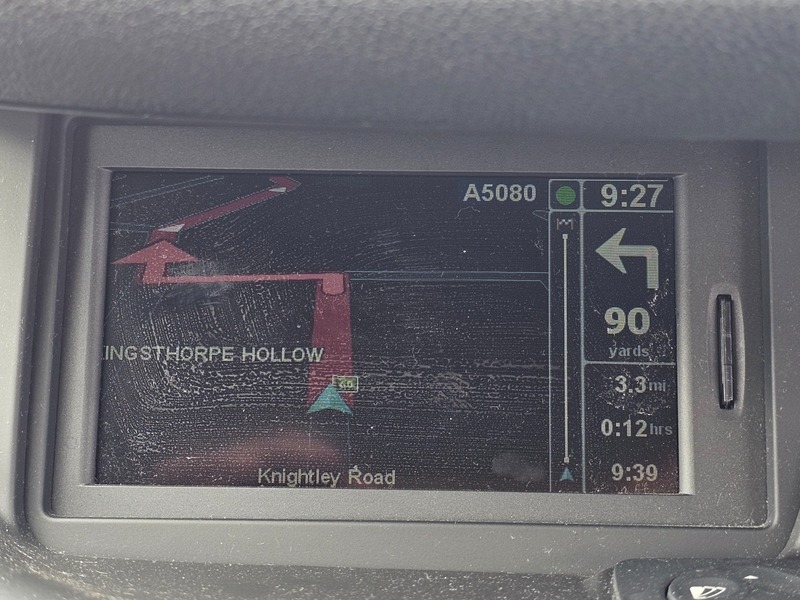 A5080
9:27
90
yards
INGSTHORPE HOLLOW
3.3mi
0:12hrs
Knightley Road
9:39